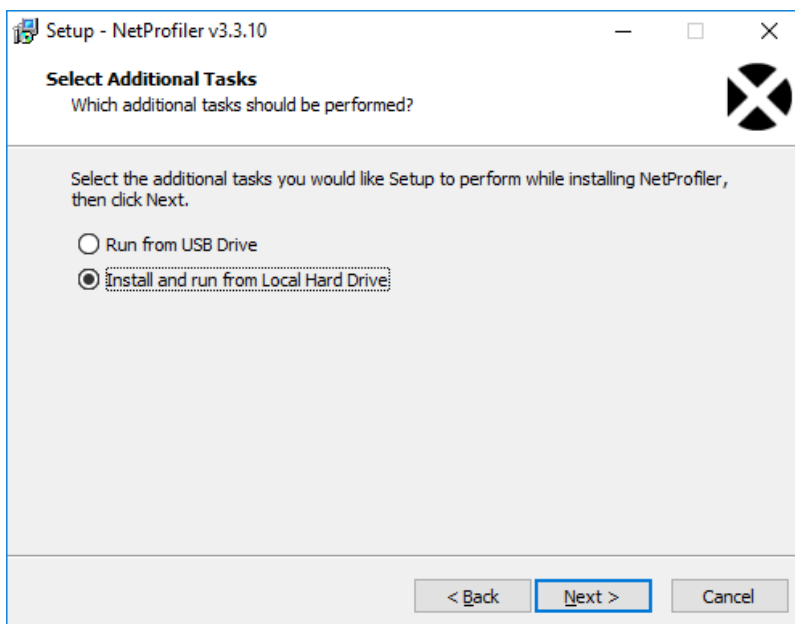 Setup - NetProfiler v3.3.10
Select Additional Tasks
Which additional tasks should be performed?
Select the additional tasks you would like Setup to perform while installing NetProfiler,
then click Next.
Run from USB Drive
Install and run from Local Hard Drive
< Back
Next >
Cancel